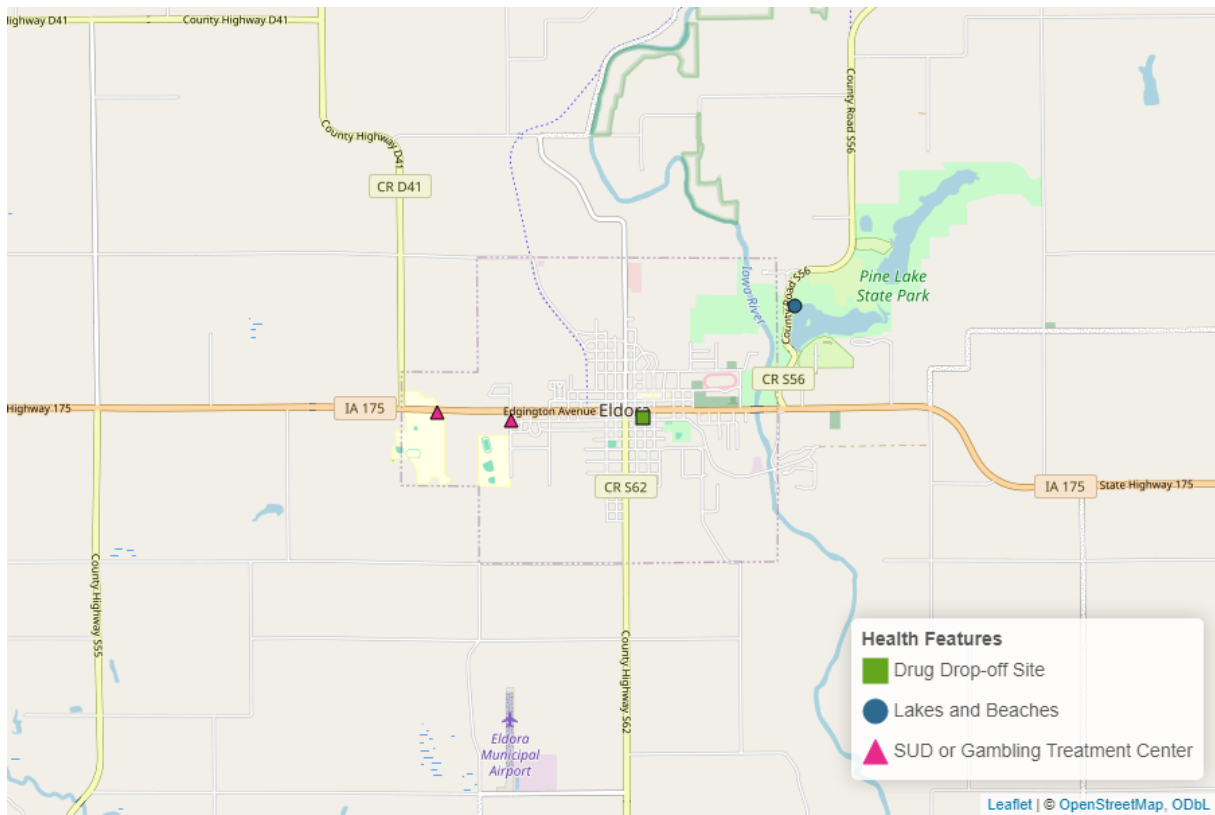 Highway D41
County Highway D41
County Road S56
County Highway D41
CR D41
Iowa River
County Road S56
Pine Lake
State Park
CR S56
Highway 175
IA 175
Edgington Avenue
Eldora
CR S62
IA 175
State Highway 175
County Highway S55
County Highway S62
Eldora
Municipal
Airport
Health Features
Drug Drop-off Site
Lakes and Beaches
SUD or Gambling Treatment Center
Leaflet | © OpenStreetMap, ODbL